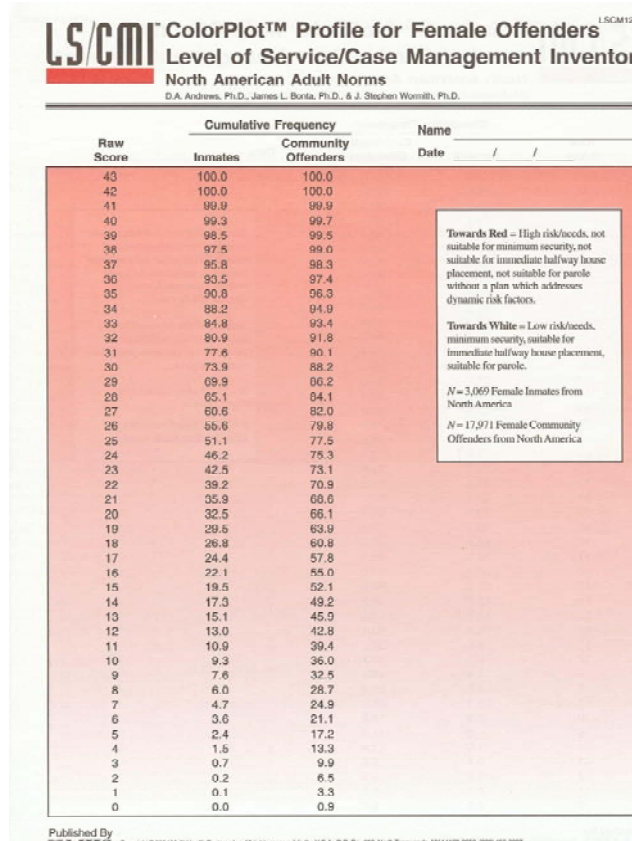 LSCM12
LS/CMI™ ColorPlot™ Profile for Female Offenders
Level of Service/Case Management Inventor
North American Adult Norms
D.A. Andrews, Ph.D., James L. Bonta, Ph.D., & J. Stephen Wormith, Ph.D.
Cumulative Frequency
Raw Score Inmates Community Offenders
Name
Date / /
43 100.0 100.0
42 100.0 100.0
41 99.9 99.9
40 99.3 99.7
39 98.5 99.5
38 97.5 99.0
37 95.8 98.3
36 93.5 97.4
35 90.8 96.3
34 88.2 94.9
33 84.8 93.4
32 80.9 91.8
31 77.6 90.1
30 73.9 88.2
29 69.9 86.2
28 65.1 84.1
27 60.6 82.0
26 55.6 79.8
25 51.1 77.5
24 46.2 75.3
23 42.5 73.1
22 39.2 70.9
21 35.9 68.6
20 32.5 66.1
19 29.5 63.9
18 26.8 60.8
17 24.4 57.8
16 22.1 55.0
15 19.5 52.1
14 17.3 49.2
13 15.1 45.9
12 13.0 42.8
11 10.9 39.4
10 9.3 36.0
9 7.6 32.5
8 6.0 28.7
7 4.7 24.9
6 3.6 21.1
5 2.4 17.2
4 1.5 13.3
3 0.7 9.9
2 0.2 6.5
1 0.1 3.3
0 0.0 0.9
Towards Red = High risk/needs, not
suitable for minimum security, not
suitable for immediate halfway house
placement, not suitable for parole
without a plan which addresses
dynamic risk factors.
Towards White = Low risk/needs,
minimum security, suitable for
immediate halfway house placement,
suitable for parole.
N = 3,069 Female Inmates from
North America
N = 17,971 Female Community
Offenders from North America
Published By